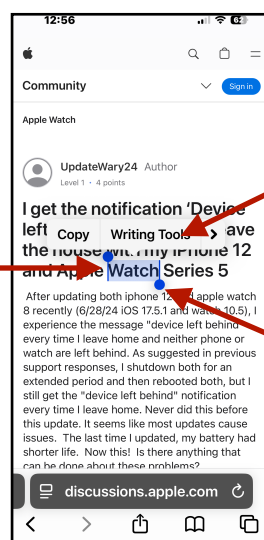 12:56
Community
Sign in
Apple Watch
UpdateWary24 Author
Level 1 • 4 points
I get the notification ‘Device
left
Copy Writing Tools >
the house with my iPhone 12
and Apple Watch Series 5
After updating both iphone 12 and apple watch
8 recently (6/28/24 iOS 17.5.1 and watch 10.5), I
experience the message "device left behind
every time I leave home and neither phone or
watch are left behind. As suggested in previous
support responses, I shutdown both for an
extended period and then rebooted both, but I
still get the "device left behind" notification
every time I leave home. Never did this before
this update. It seems like most updates cause
issues. The last time I updated, my battery had
shorter life. Now this! Is there anything that
can be done about these problems?
discussions.apple.com